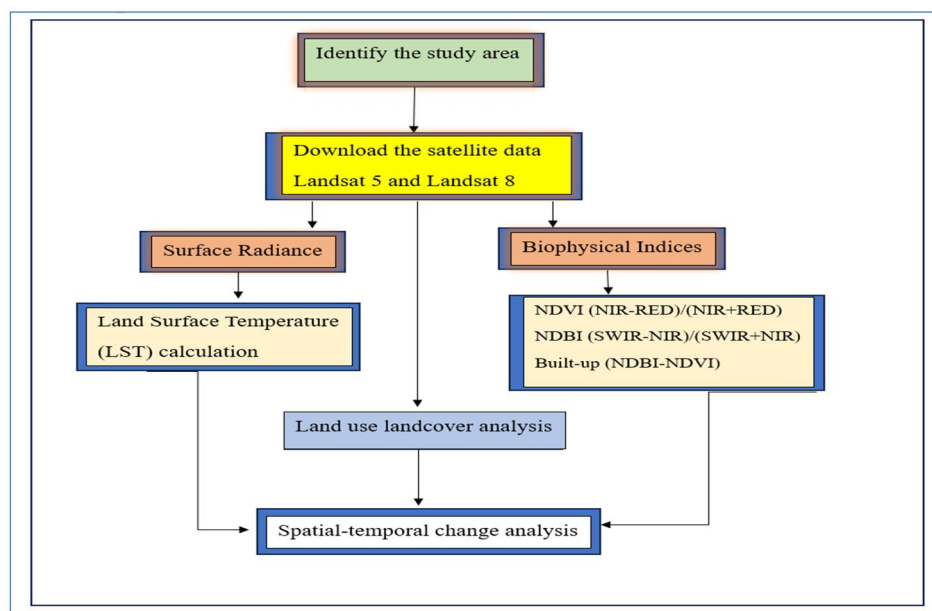 Identify the study area
Download the satellite data
Landsat 5 and Landsat 8
Surface Radiance
Biophysical Indices
Land Surface Temperature
(LST) calculation
NDVI (NIR-RED)/(NIR+RED)
NDBI (SWIR-NIR)/(SWIR+NIR)
Built-up (NDBI-NDVI)
Land use landcover analysis
Spatial-temporal change analysis